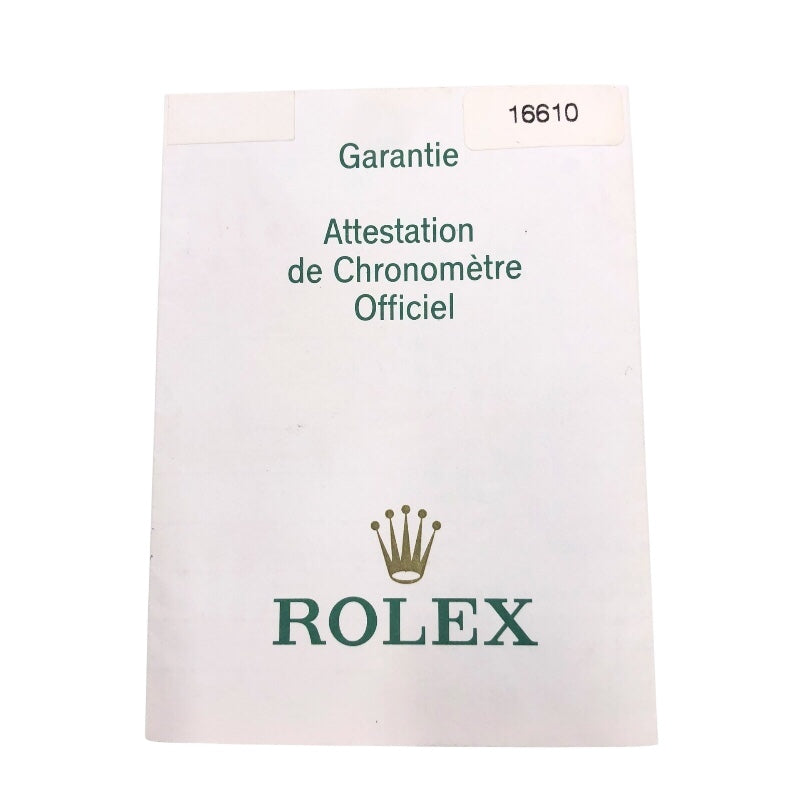 16610
Garantie
Attestation
de Chronomètre
Officiel
ROLEX